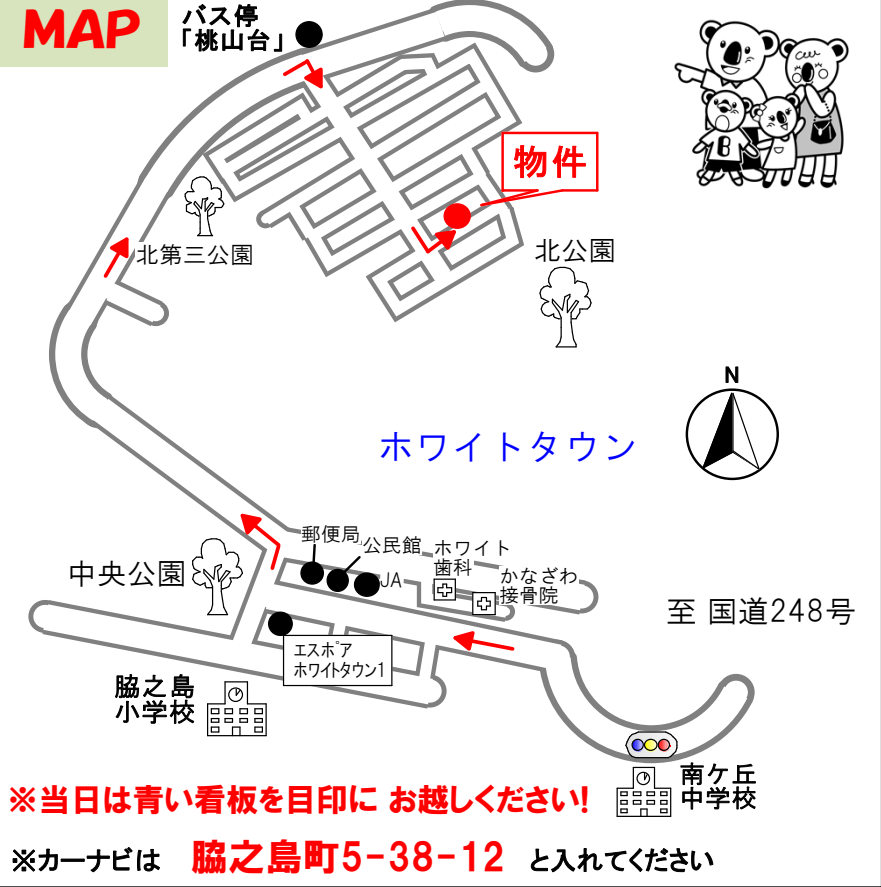 MAP
バス停
「桃山台」
物件
北第三公園
北公園
N
ホワイトタウン
郵便局
公民館
JA
ホワイト
歯科
かなざわ
接骨院
中央公園
至 国道248号
エスポア
ホワイトタウン1
脇之島
小学校
南ケ丘
中学校
B
※当日は青い看板を目印に お越しください!
※カーナビは 脇之島町5-38-12 と入れてください